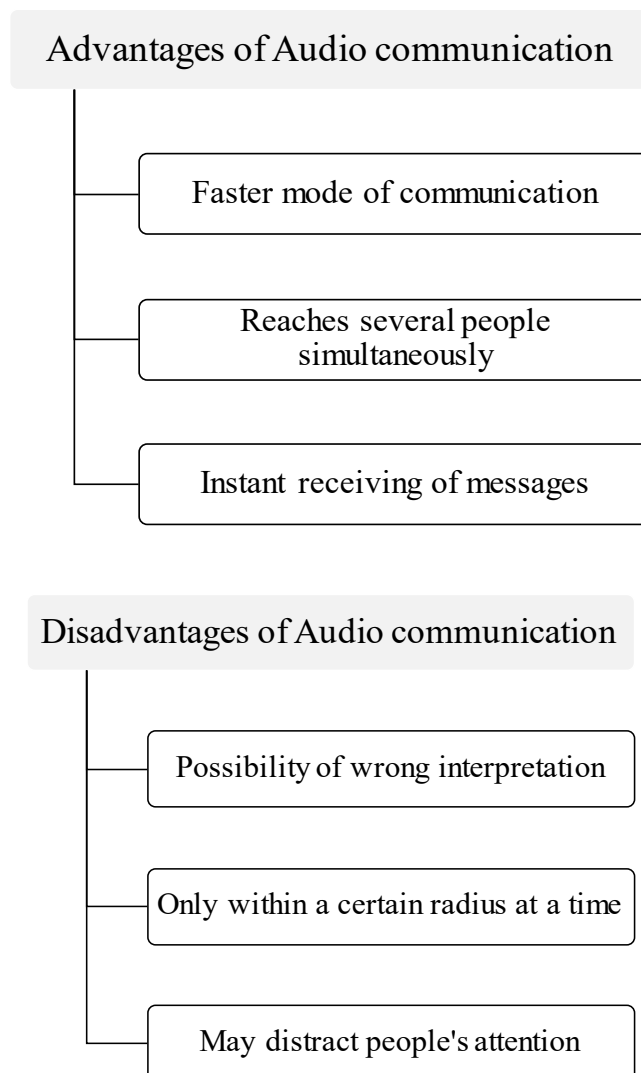 Advantages of Audio communication
Faster mode of communication
Reaches several people
simultaneously
Instant receiving of messages
Disadvantages of Audio communication
Possibility of wrong interpretation
Only within a certain radius at a time
May distract people's attention